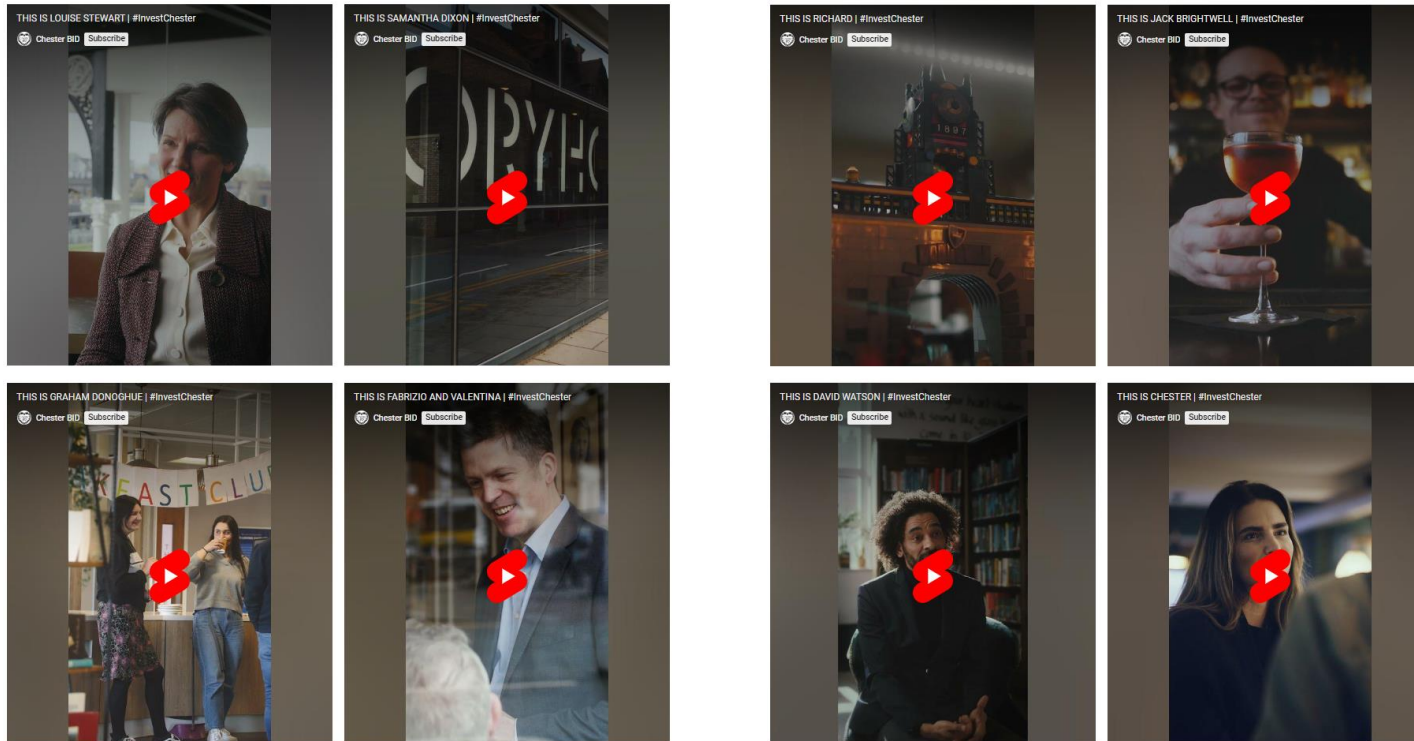 THIS IS LOUISE STEWART | #InvestChester
Chester BID Subscribe
THIS IS SAMANTHA DIXON | #InvestChester
Chester BID Subscribe
ORYHO
THIS IS RICHARD | #InvestChester
Chester BID Subscribe
1897
THIS IS JACK BRIGHTWELL | #InvestChester
Chester BID Subscribe
THIS IS GRAHAM DONOGHUE | #InvestChester
Chester BID Subscribe
KFAST CLU
THIS IS FABRIZIO AND VALENTINA | #InvestChester
Chester BID Subscribe
THIS IS DAVID WATSON | #InvestChester
Chester BID Subscribe
THIS IS CHESTER | #InvestChester
Chester BID Subscribe